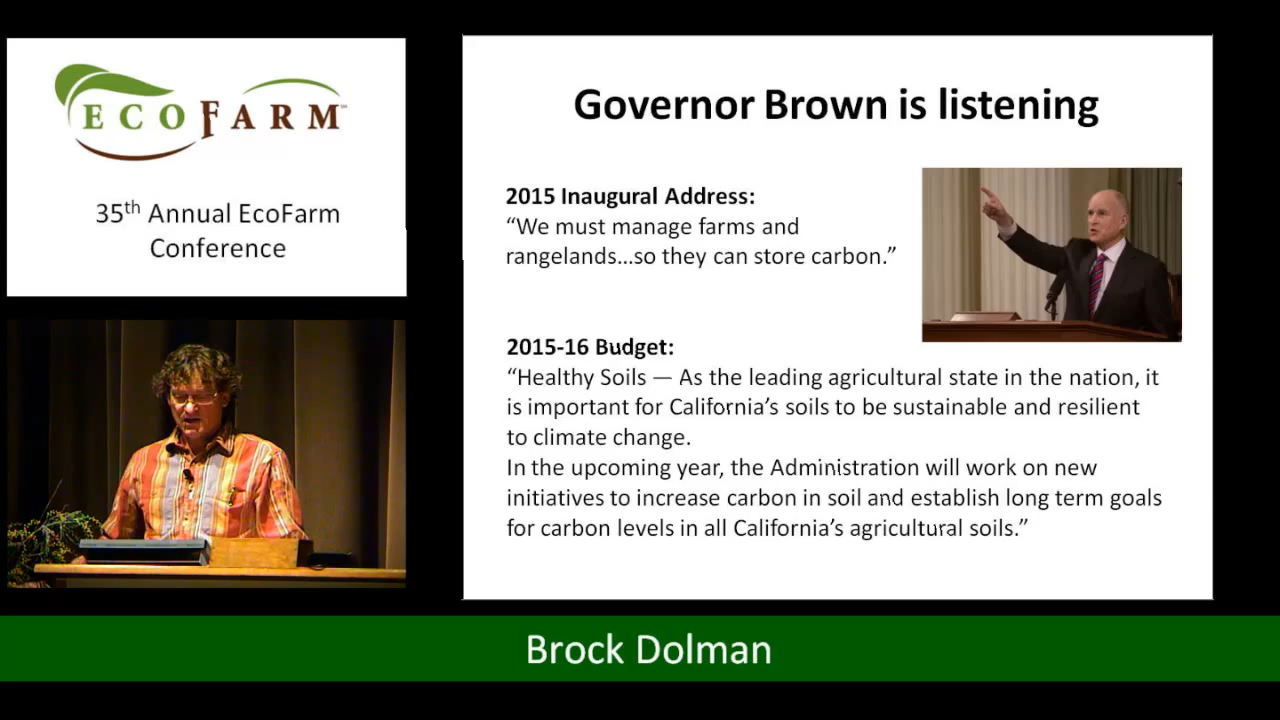 ECOFARM™
35th Annual EcoFarm
Conference
Governor Brown is listening
2015 Inaugural Address:
“We must manage farms and
rangelands...so they can store carbon.”
2015-16 Budget:
“Healthy Soils — As the leading agricultural state in the nation, it
is important for California’s soils to be sustainable and resilient
to climate change.
In the upcoming year, the Administration will work on new
initiatives to increase carbon in soil and establish long term goals
for carbon levels in all California’s agricultural soils.”
Brock Dolman